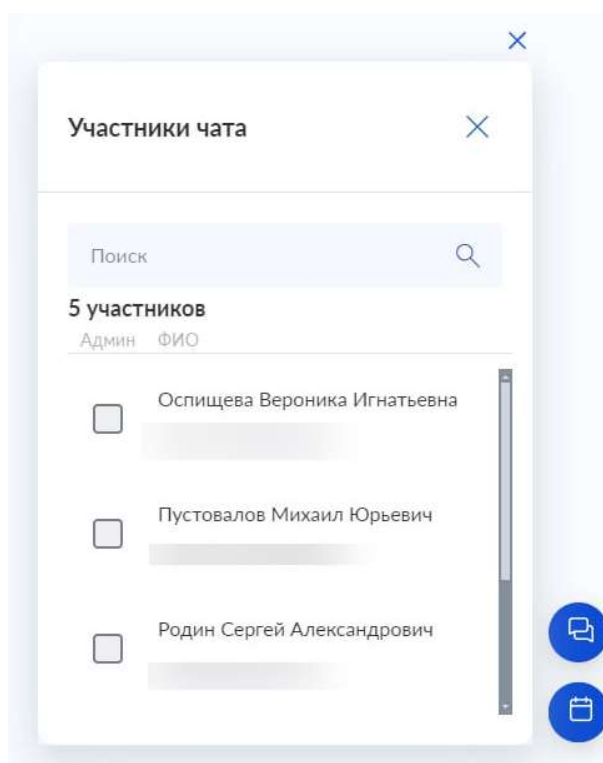 Участники чата
Поиск
5 участников
Админ ФИО
Оспищева Вероника Игнатьевна
Пустовалов Михаил Юрьевич
Родин Сергей Александрович